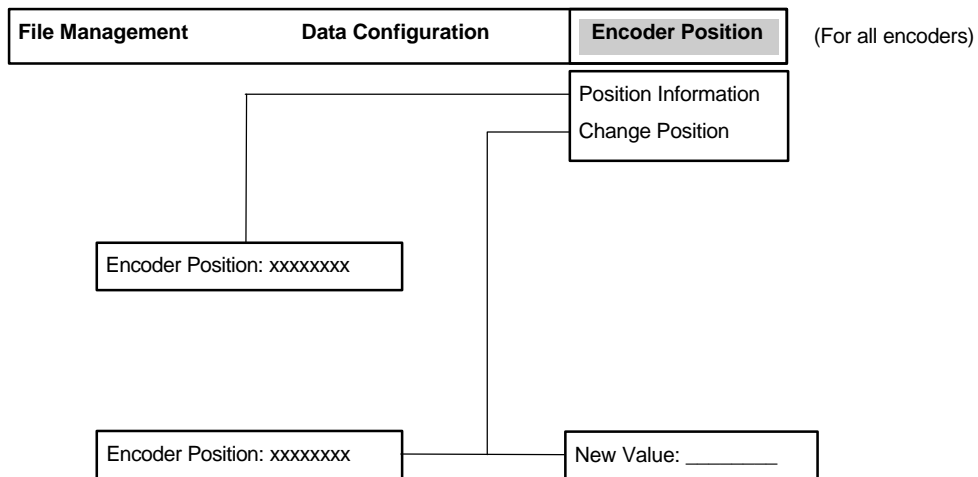 File Management Data Configuration Encoder Position (For all encoders)
Position Information
Change Position
Encoder Position: xxxxxxxx
Encoder Position: xxxxxxxx New Value: ________